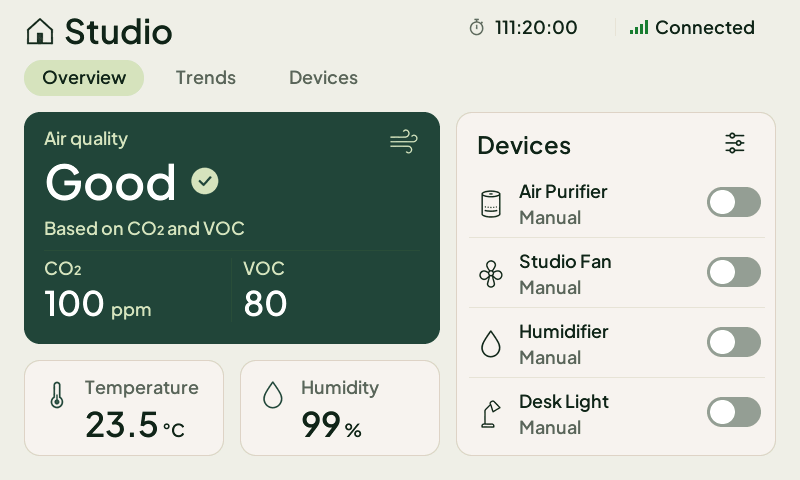 Studio
111:20:00
Connected
Overview
Trends
Devices
Air quality
Good
Based on CO₂ and VOC
CO₂
100 ppm
VOC
80
Temperature
23.5 °C
Humidity
99 %
Devices
Air Purifier
Manual
Studio Fan
Manual
Humidifier
Manual
Desk Light
Manual